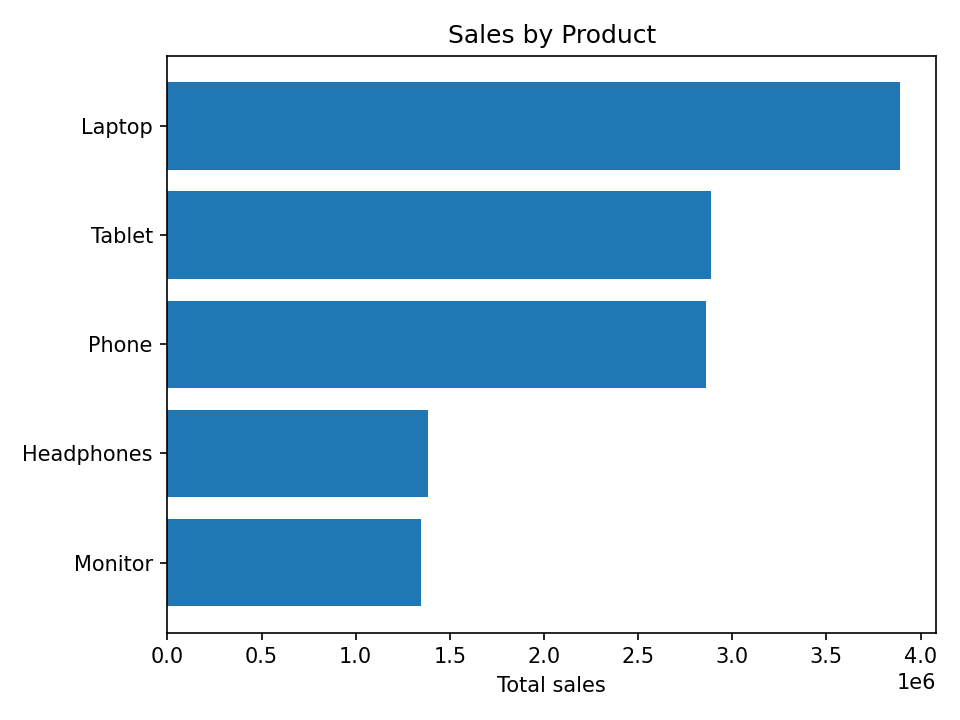 Sales by Product
Laptop
Tablet
Phone
Headphones
Monitor
0.0 0.5 1.0 1.5 2.0 2.5 3.0 3.5 4.0
1e6
Total sales